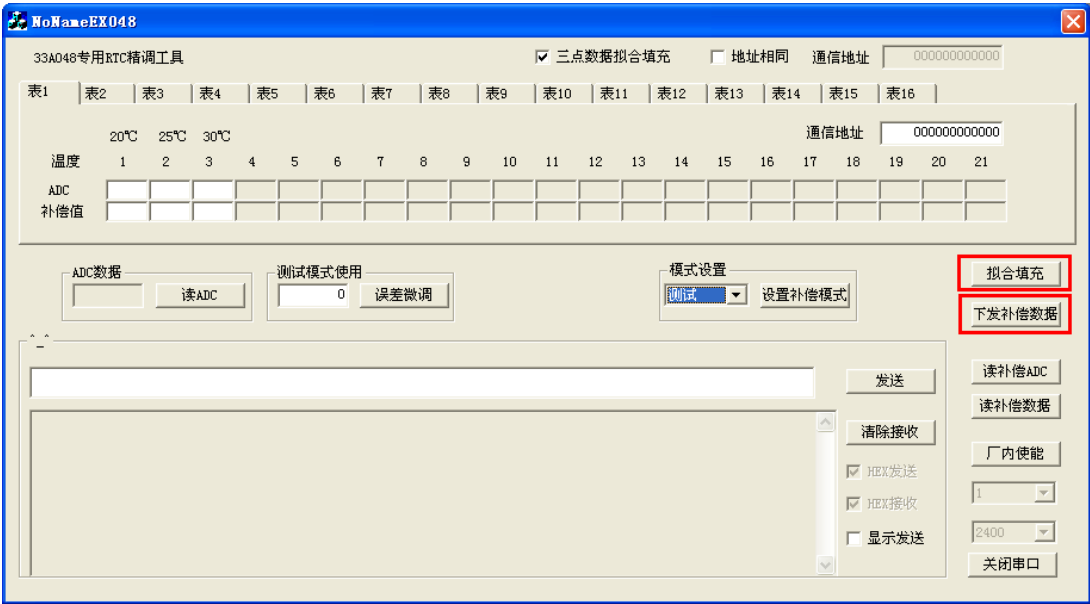 NoNameEX048
33A048专用RTC精调工具 三点数据拟合填充 地址相同 通信地址 000000000000
表1 表2 表3 表4 表5 表6 表7 表8 表9 表10 表11 表12 表13 表14 表15 表16
20℃ 25℃ 30℃ 通信地址 000000000000
温度 1 2 3 4 5 6 7 8 9 10 11 12 13 14 15 16 17 18 19 20 21
ADC
补偿值
ADC数据 测试模式使用 模式设置
读ADC 0 误差微调 测试 设置补偿模式 拟合填充
下发补偿数据
^_^
发送 读补偿ADC
读补偿数据
清除接收
厂内使能
HEX发送
1
HEX接收
2400
显示发送
关闭串口